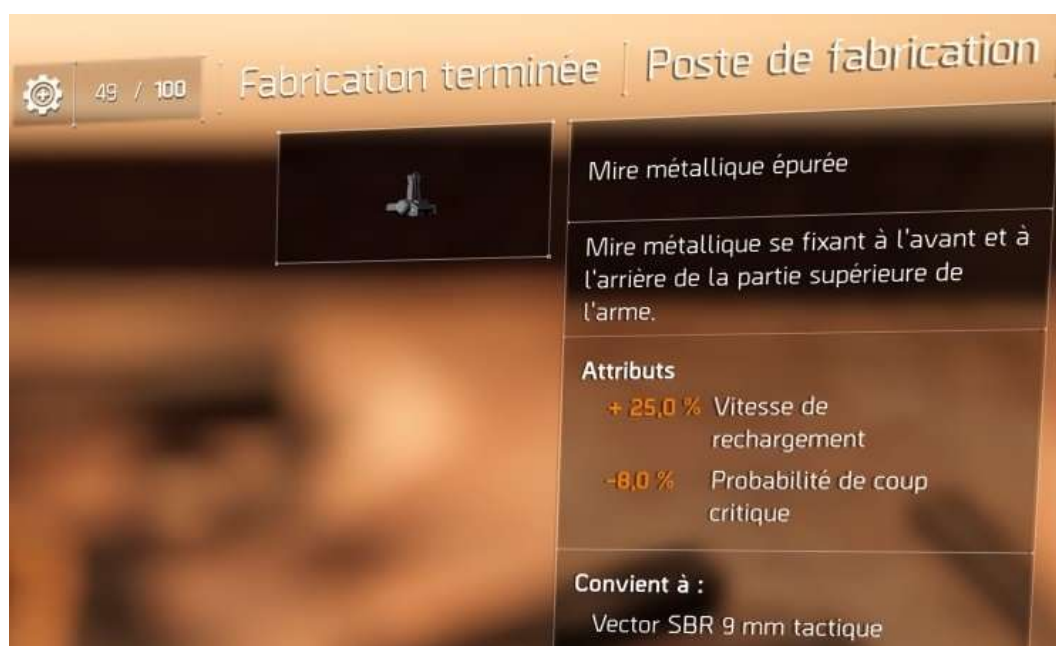 49 / 100
Fabrication terminée | Poste de fabrication
Mire métallique épurée
Mire métallique se fixant à l'avant et à
l'arrière de la partie supérieure de
l'arme.
Attributs
+ 25,0 % Vitesse de
rechargement
-8,0 % Probabilité de coup
critique
Convient à :
Vector SBR 9 mm tactique